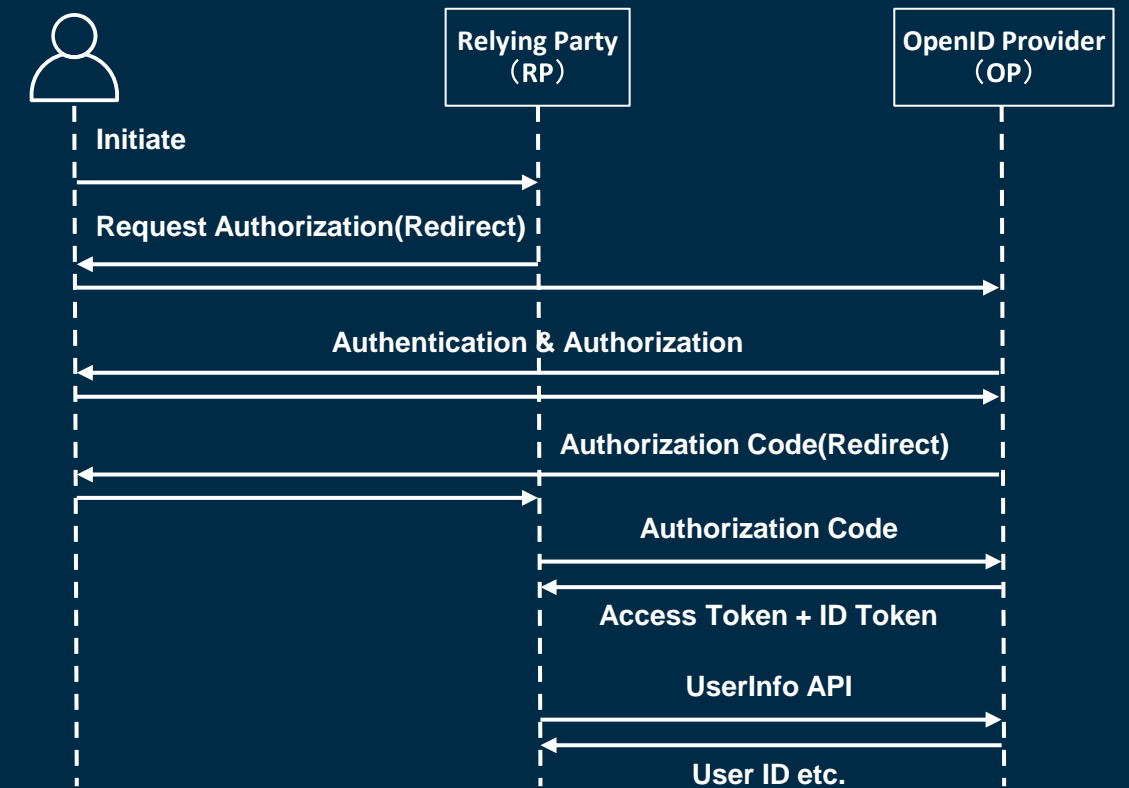 Relying Party
（RP）
OpenID Provider
（OP）
Initiate
Request Authorization(Redirect)
Authentication & Authorization
Authorization Code(Redirect)
Authorization Code
Access Token + ID Token
UserInfo API
User ID etc.